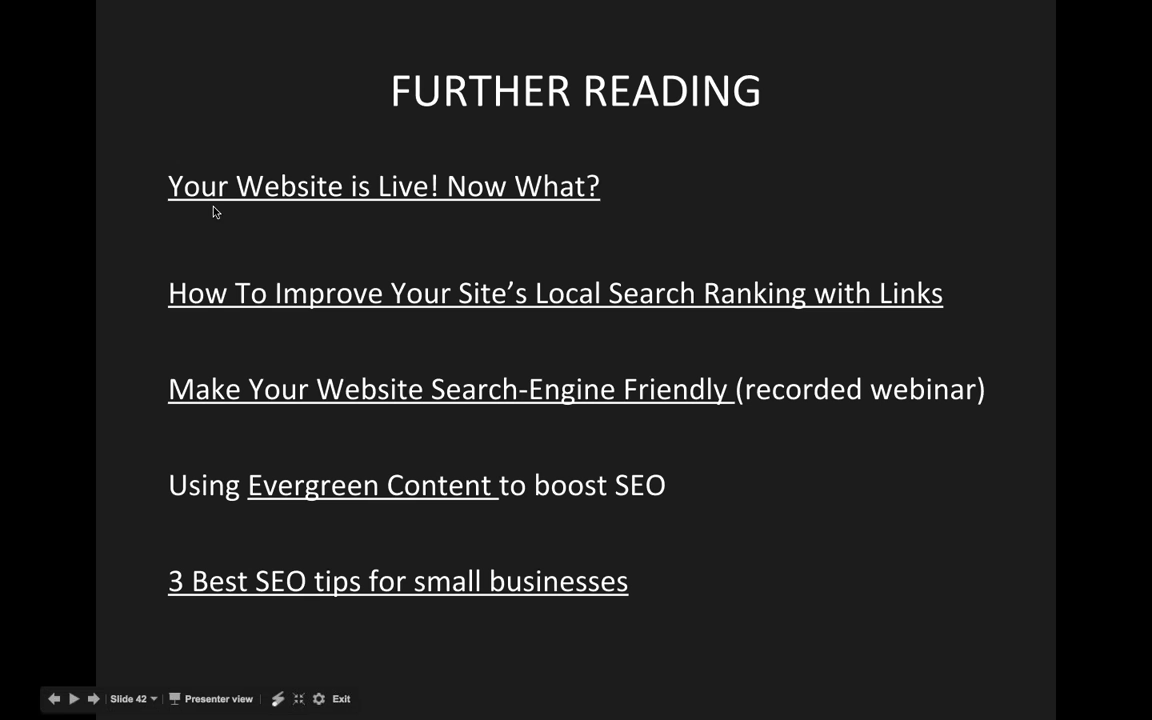 FURTHER READING
Your Website is Live! Now What?
How To Improve Your Site’s Local Search Ranking with Links
Make Your Website Search-Engine Friendly (recorded webinar)
Using Evergreen Content to boost SEO
3 Best SEO tips for small businesses
Slide 42 Presenter view Exit